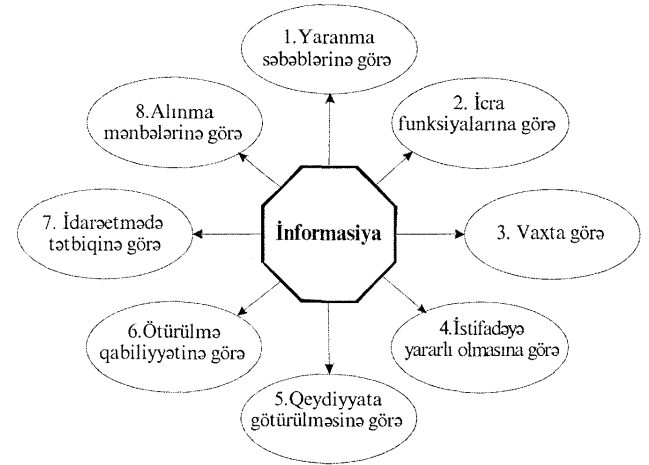 1.Yaranma
səbəblərinə görə
2. İcra
funksiyalarına görə
3. Vaxta görə
4.İstifadəyə
yararlı olmasına görə
5.Qeydiyyata
götürülməsinə görə
6.Ötürülmə
qabiliyyətinə görə
7. İdarəetmədə
tətbiqinə görə
8.Alınma
mənbələrinə görə
İnformasiya